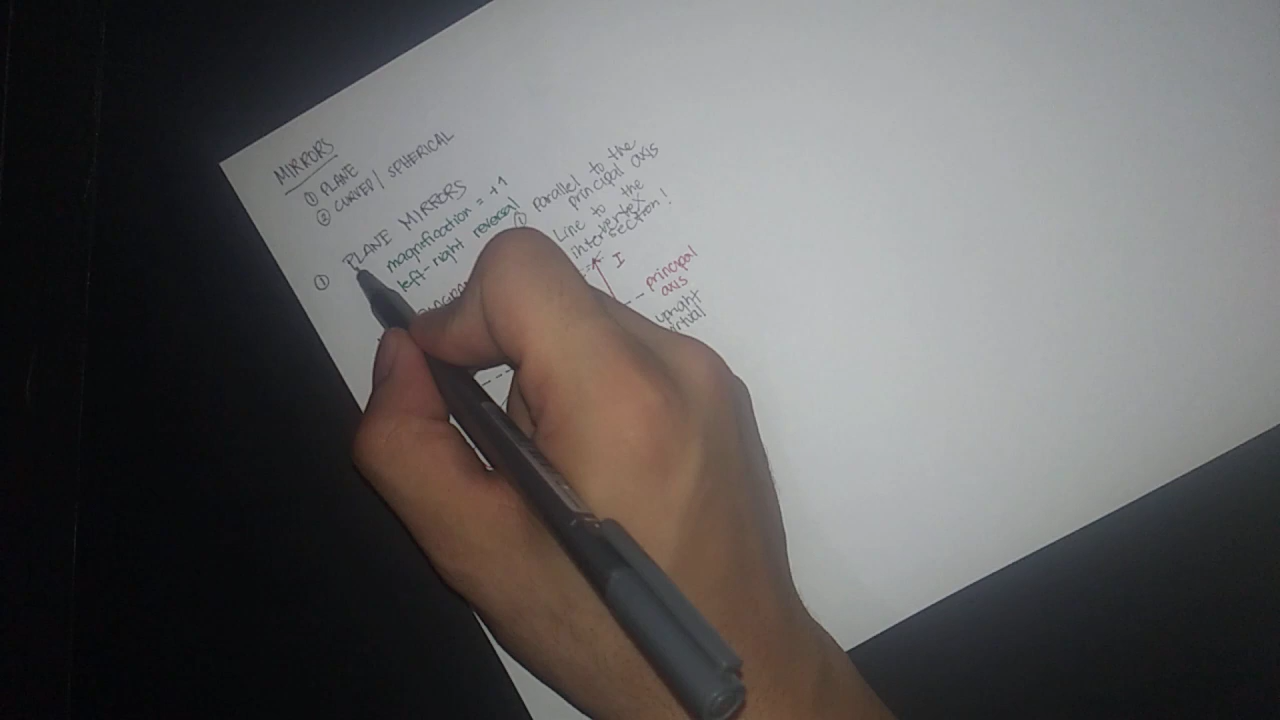 MIRRORS
① PLANE
② CURVED / SPHERICAL
① PLANE MIRRORS
magnification = +1
left-right reversal
① parallel to the
principal axis
Line to the
vertex
intersection!
I
principal
axis
upright
virtual